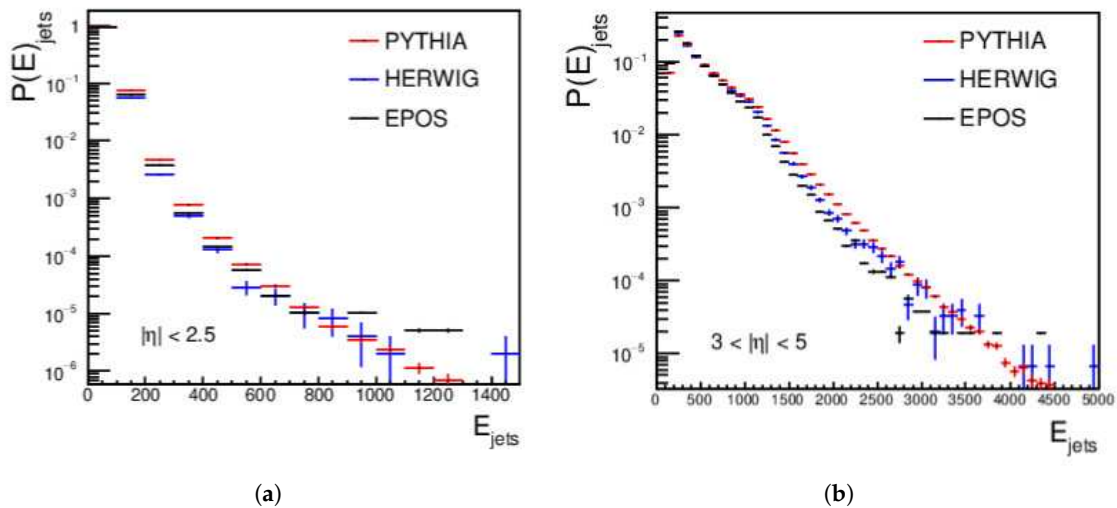 P(E)jets
1
10⁻¹
10⁻²
10⁻³
10⁻⁴
10⁻⁵
10⁻⁶
PYTHIA
HERWIG
EPOS
|η| < 2.5
0 200 400 600 800 1000 1200 1400
Ejets
(a)
P(E)jets
10⁻¹
10⁻²
10⁻³
10⁻⁴
10⁻⁵
PYTHIA
HERWIG
EPOS
3 < |η| < 5
0 500 1000 1500 2000 2500 3000 3500 4000 4500 5000
Ejets
(b)